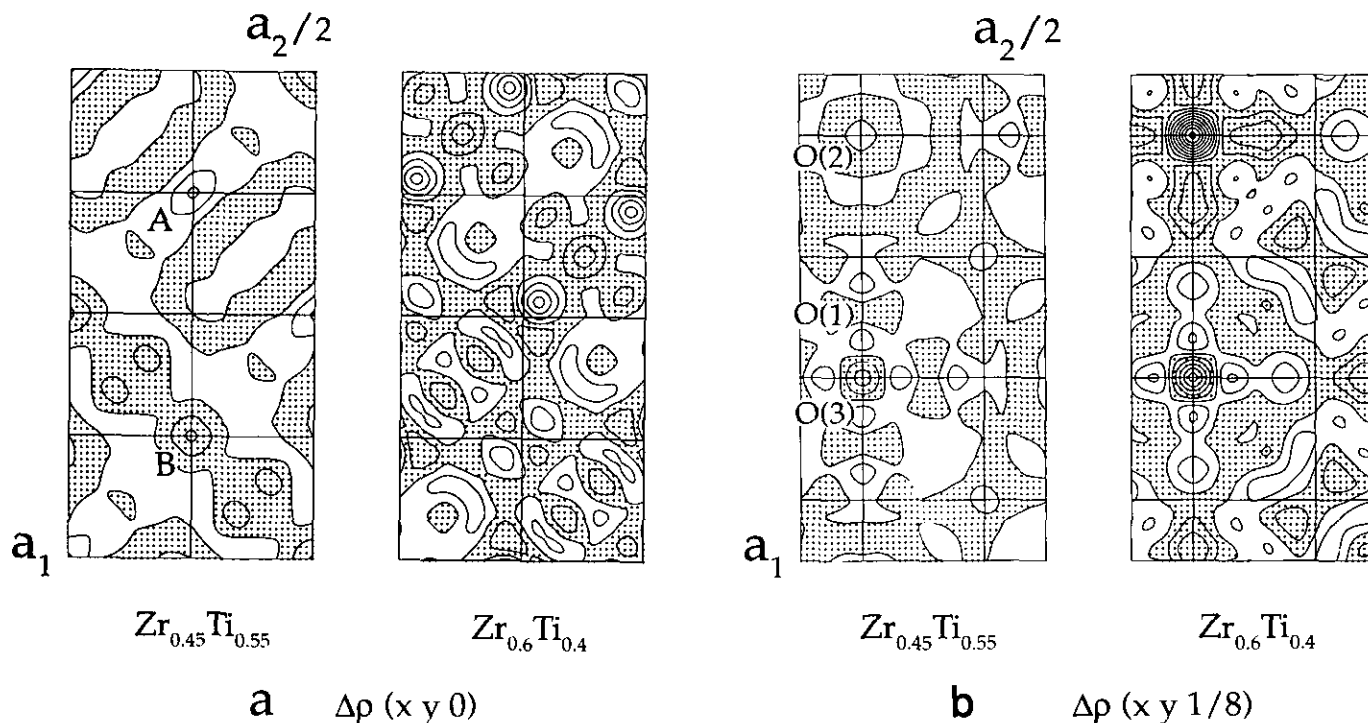 a₂/2 a₂/2
A
B
O(2)
O(1)
O(3)
a₁ a₁
Zr₀.₄₅Ti₀.₅₅ Zr₀.₆Ti₀.₄ Zr₀.₄₅Ti₀.₅₅ Zr₀.₆Ti₀.₄
a Δρ (x y 0) b Δρ (x y 1/8)